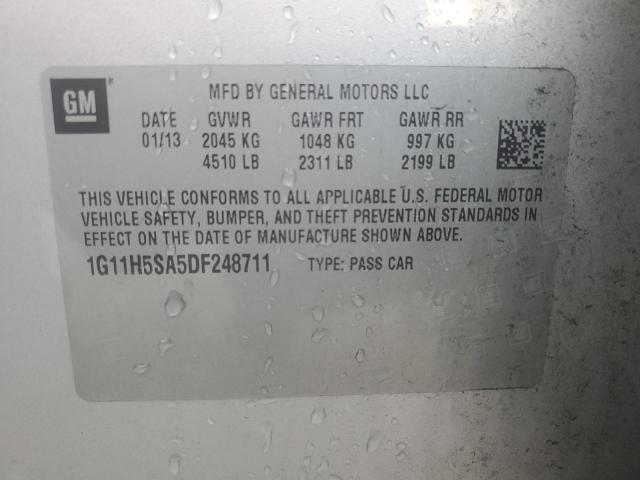 GM
MFD BY GENERAL MOTORS LLC
DATE GVWR GAWR FRT GAWR RR
01/13 2045 KG 1048 KG 997 KG
4510 LB 2311 LB 2199 LB
THIS VEHICLE CONFORMS TO ALL APPLICABLE U.S. FEDERAL MOTOR
VEHICLE SAFETY, BUMPER, AND THEFT PREVENTION STANDARDS IN
EFFECT ON THE DATE OF MANUFACTURE SHOWN ABOVE.
1G11H5SA5DF248711 TYPE: PASS CAR